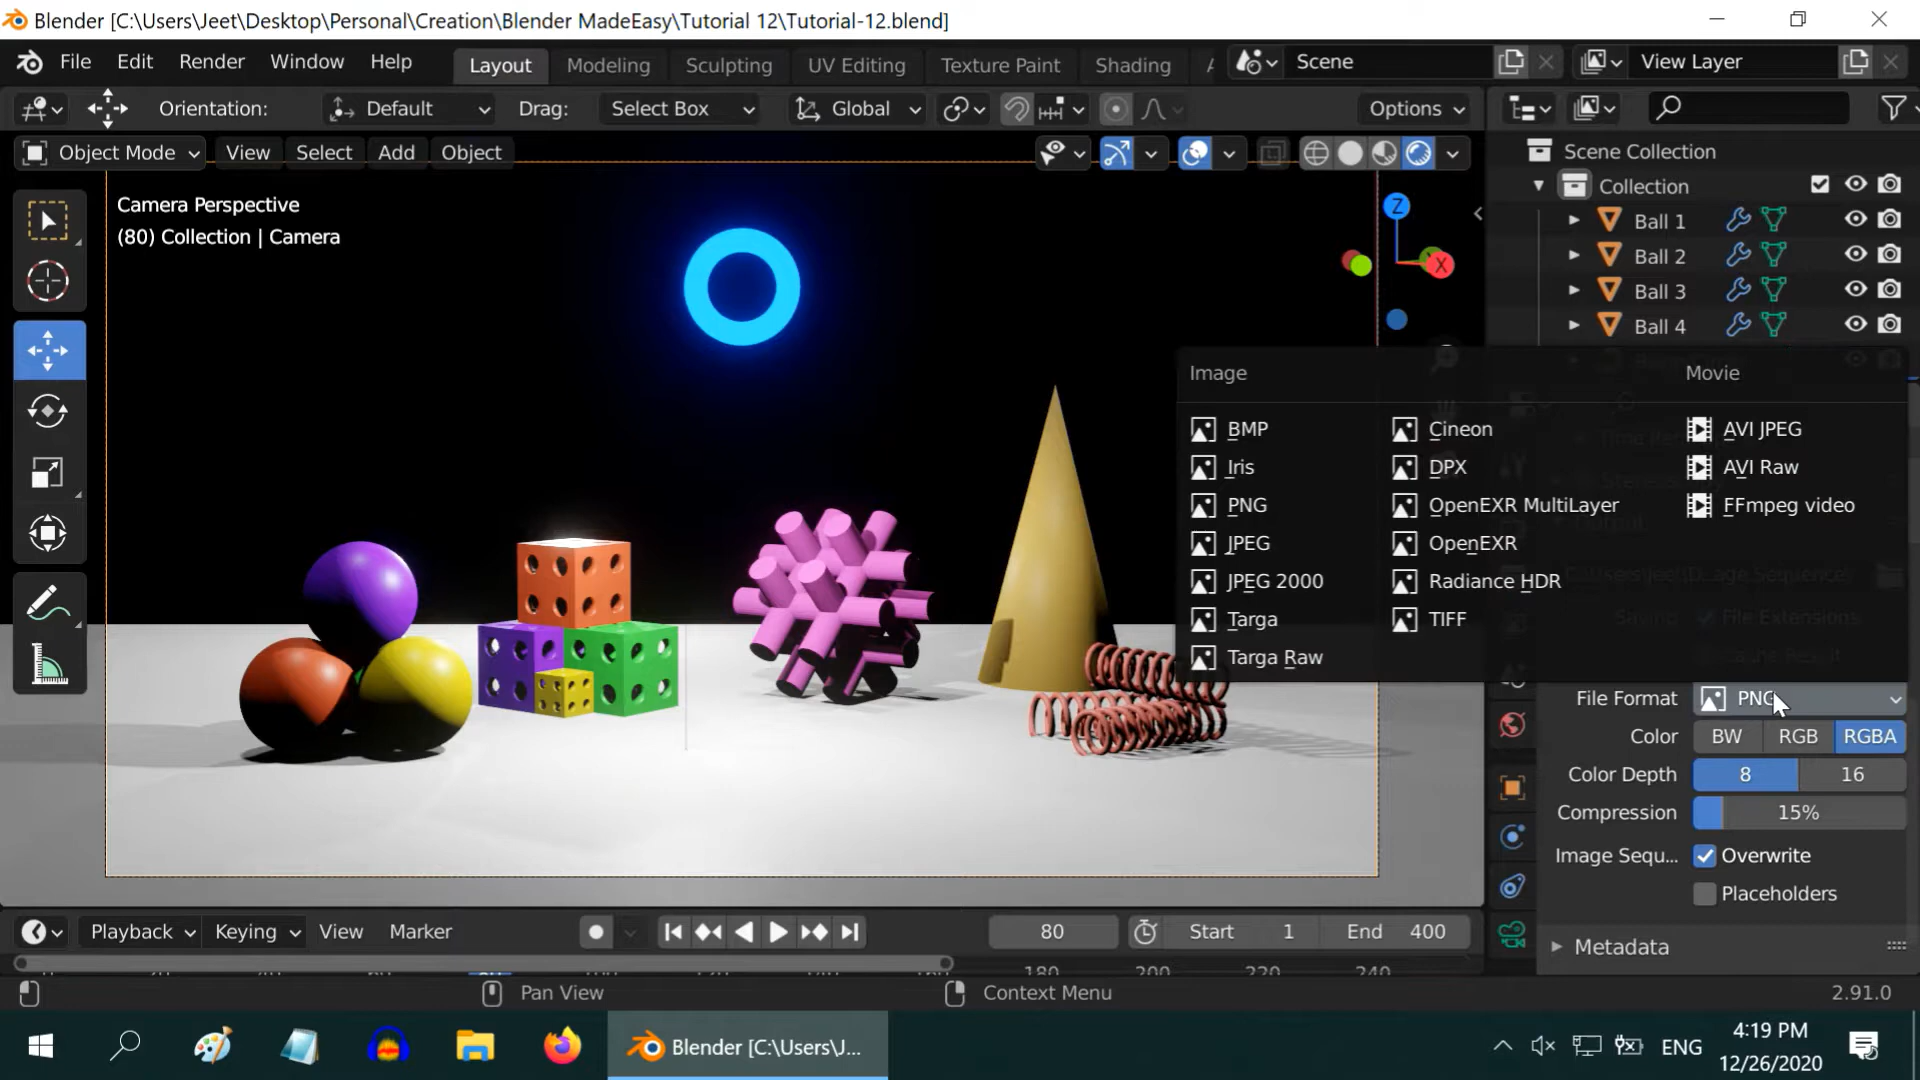 Blender [C:\Users\Jeet\Desktop\Personal\Creation\Blender MadeEasy\Tutorial 12\Tutorial-12.blend]
File Edit Render Window Help Layout Modeling Sculpting UV Editing Texture Paint Shading Scene View Layer
Orientation: Default Drag: Select Box Global Options
Object Mode View Select Add Object
Scene Collection
Collection
Camera Perspective
(80) Collection | Camera
Z
X
Ball 1
Ball 2
Ball 3
Ball 4
Image Movie
BMP Cineon AVI JPEG
Iris DPX AVI Raw
PNG OpenEXR MultiLayer FFmpeg video
JPEG OpenEXR
JPEG 2000 Radiance HDR
Targa TIFF
Targa Raw
File Format PNG
Color BW RGB RGBA
Color Depth 8 16
Compression 15%
Image Sequ... Overwrite
Placeholders
Metadata
Playback Keying View Marker 80 Start 1 End 400
180 200 220 240
Pan View Context Menu 2.91.0
Blender [C:\Users\J... ENG 4:19 PM
12/26/2020